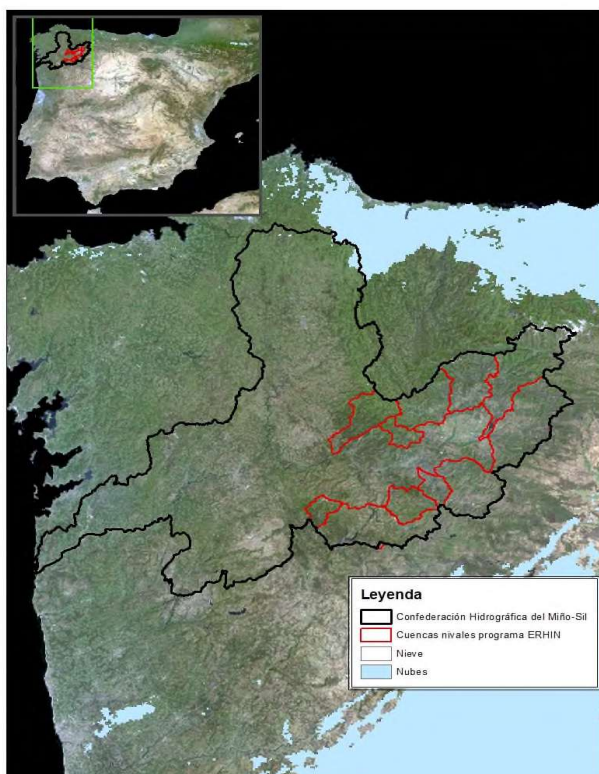 Leyenda
Confederación Hidrográfica del Miño-Sil
Cuencas nivales programa ERHIN
Nieve
Nubes